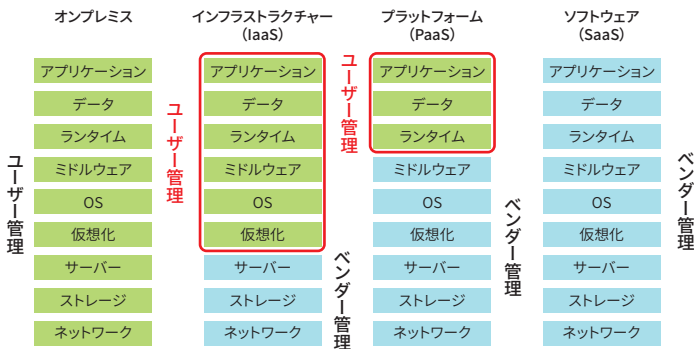 オンプレミス
インフラストラクチャー
（IaaS）
プラットフォーム
（PaaS）
ソフトウェア
（SaaS）
ユーザー管理
アプリケーション
データ
ランタイム
ミドルウェア
OS
仮想化
サーバー
ストレージ
ネットワーク
ユーザー管理
アプリケーション
データ
ランタイム
ミドルウェア
OS
仮想化
サーバー
ストレージ
ネットワーク
ベンダー管理
ユーザー管理
アプリケーション
データ
ランタイム
ミドルウェア
OS
仮想化
サーバー
ストレージ
ネットワーク
ベンダー管理
アプリケーション
データ
ランタイム
ミドルウェア
OS
仮想化
サーバー
ストレージ
ネットワーク
ベンダー管理